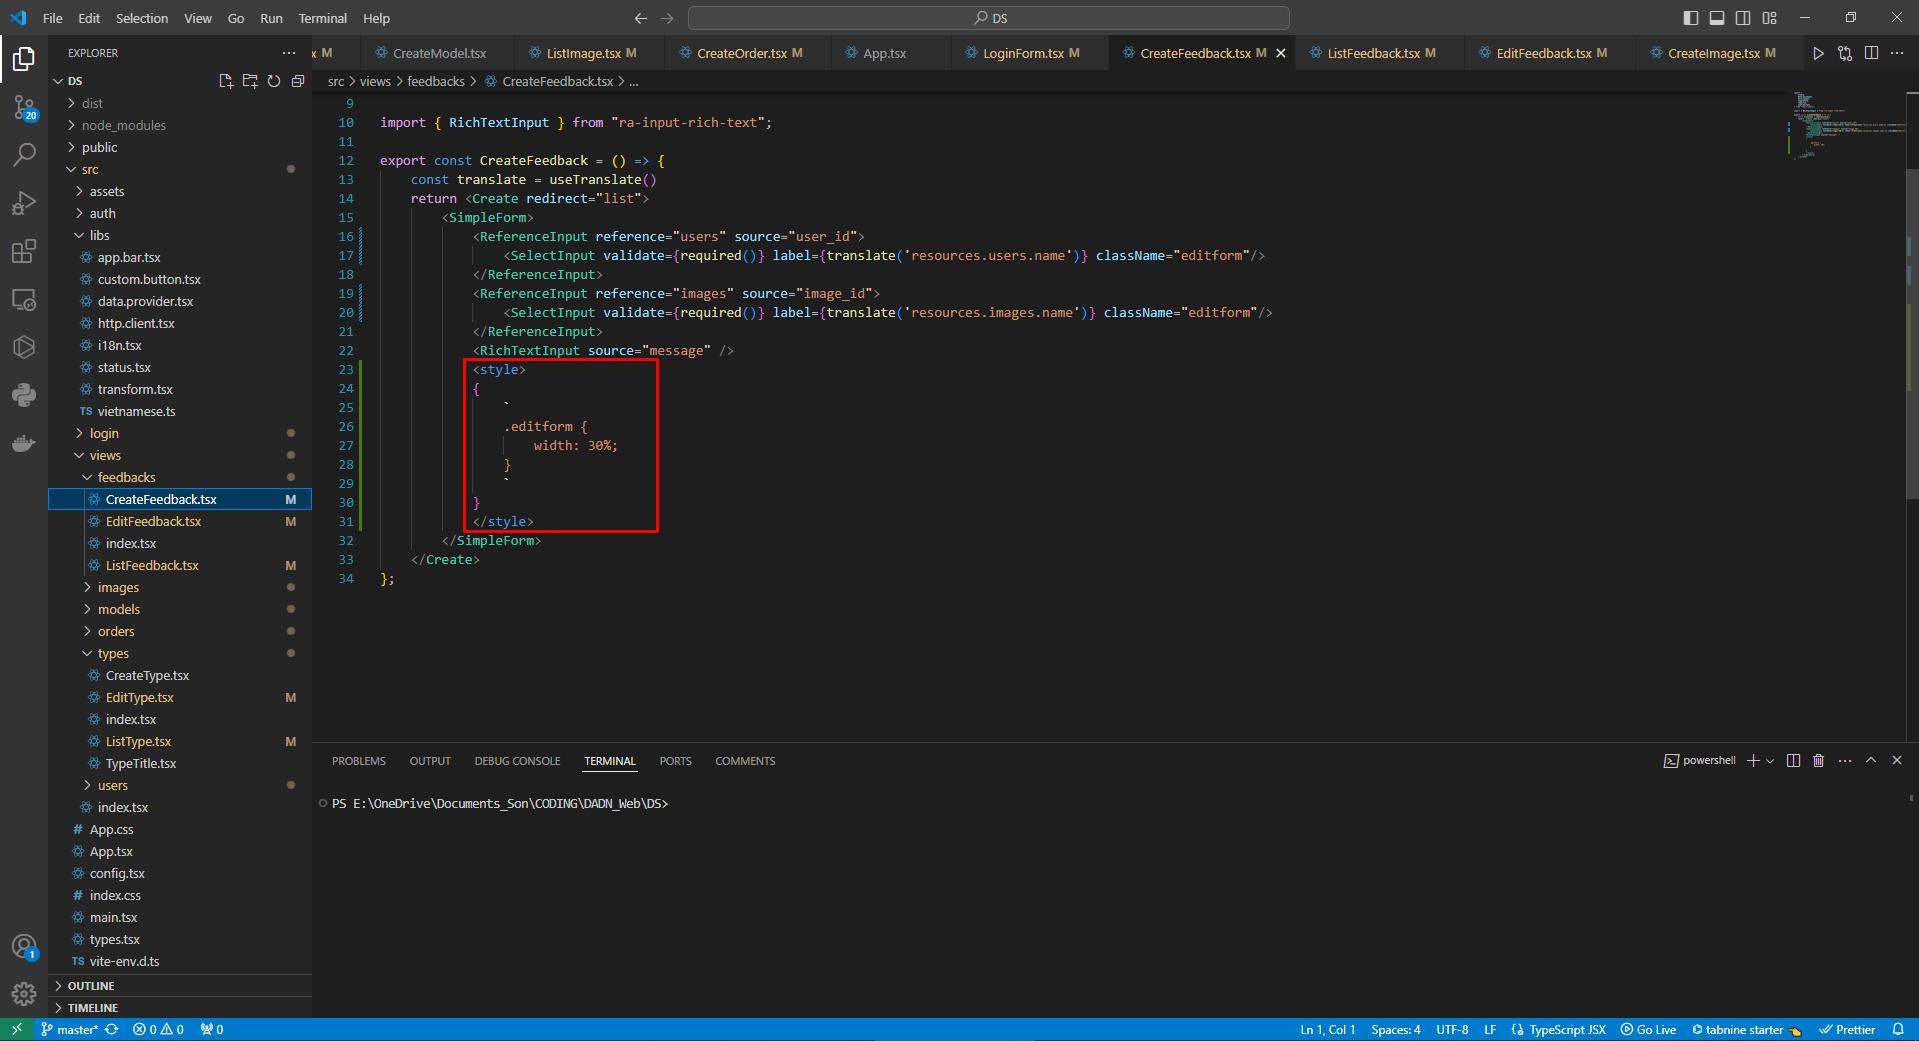 File Edit Selection View Go Run Terminal Help
DS
EXPLORER
x M
CreateModel.tsx
ListImage.tsx M
CreateOrder.tsx M
App.tsx
LoginForm.tsx M
CreateFeedback.tsx M
ListFeedback.tsx M
EditFeedback.tsx M
CreateImage.tsx M
src > views > feedbacks > CreateFeedback.tsx > ...
DS
dist
node_modules
public
src
assets
auth
libs
app.bar.tsx
custom.button.tsx
data.provider.tsx
http.client.tsx
i18n.tsx
status.tsx
transform.tsx
TS vietnamese.ts
login
views
feedbacks
CreateFeedback.tsx M
EditFeedback.tsx M
index.tsx
ListFeedback.tsx M
images
models
orders
types
CreateType.tsx
EditType.tsx M
index.tsx
ListType.tsx M
TypeTitle.tsx
users
index.tsx
# App.css
App.tsx
config.tsx
# index.css
main.tsx
types.tsx
TS vite-env.d.ts
OUTLINE
TIMELINE
20
1
9
10 import { RichTextInput } from "ra-input-rich-text";
11
12 export const CreateFeedback = () => {
13 const translate = useTranslate()
14 return <Create redirect="list">
15 <SimpleForm>
16 <ReferenceInput reference="users" source="user_id">
17 <SelectInput validate={required()} label={translate('resources.users.name')} className="editform"/>
18 </ReferenceInput>
19 <ReferenceInput reference="images" source="image_id">
20 <SelectInput validate={required()} label={translate('resources.images.name')} className="editform"/>
21 </ReferenceInput>
22 <RichTextInput source="message" />
23 <style>
24 {
25 `
26 .editform {
27 width: 30%;
28 }
29 `
30 }
31 </style>
32 </SimpleForm>
33 </Create>
34 };
PROBLEMS OUTPUT DEBUG CONSOLE TERMINAL PORTS COMMENTS
powershell
PS E:\OneDrive\Documents_Son\CODING\DADN_Web\DS>
master* 0 0 0
Ln 1, Col 1 Spaces: 4 UTF-8 LF TypeScript JSX Go Live tabnine starter Prettier